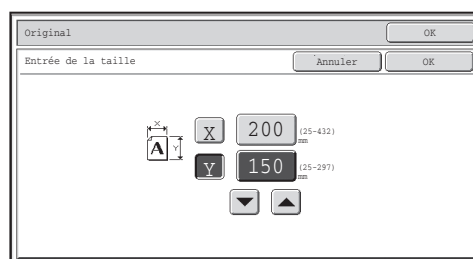 Original OK
Entrée de la taille Annuler OK
X
A Y
X 200 (25-432) mm
Y 150 (25-297) mm